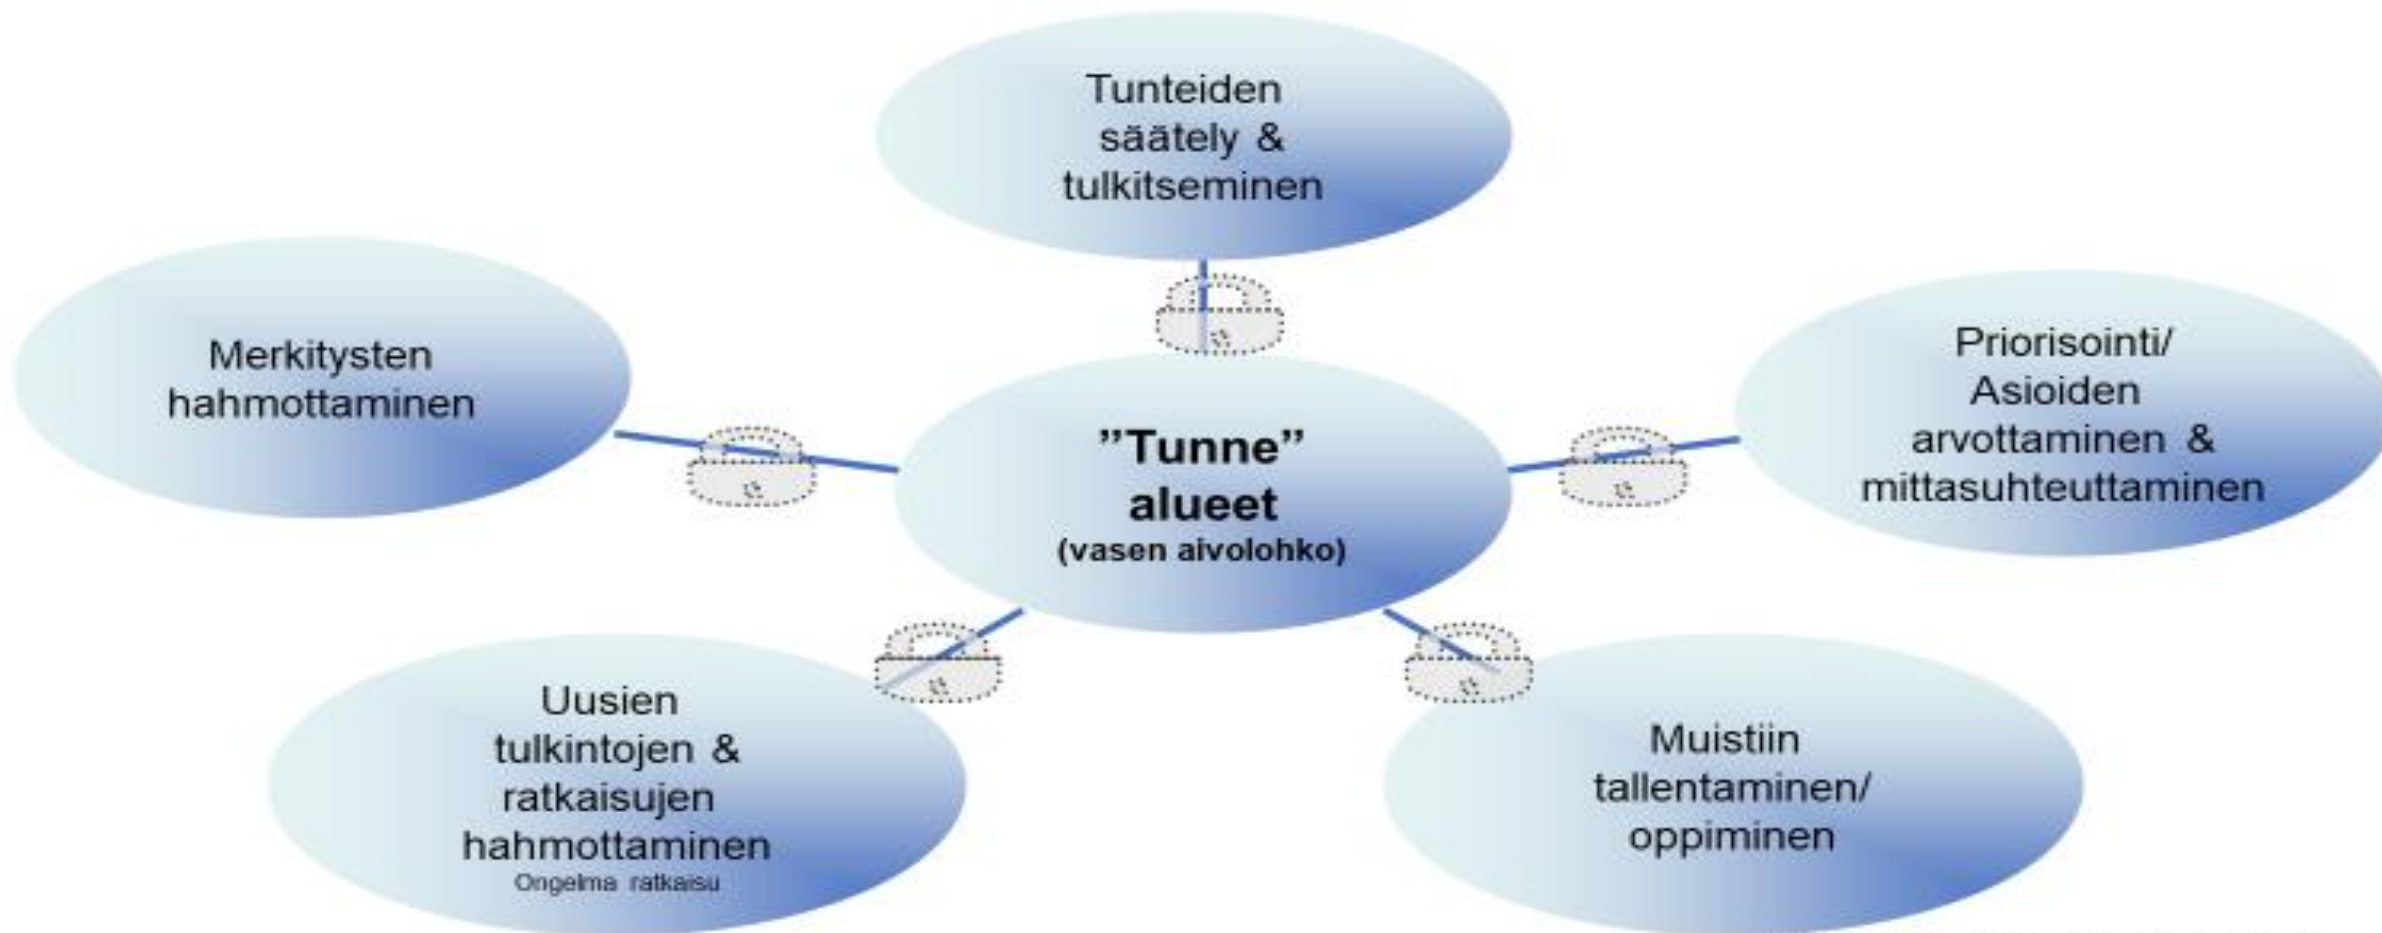 Tunteiden
säätely &
tulkitseminen
Merkitysten
hahmottaminen
Priorisointi/
Asioiden
arvottaminen &
mittasuhteuttaminen
”Tunne”
alueet
(vasen aivolohko)
Uusien
tulkintojen &
ratkaisujen
hahmottaminen
Ongelma ratkaisu
Muistiin
tallentaminen/
oppiminen